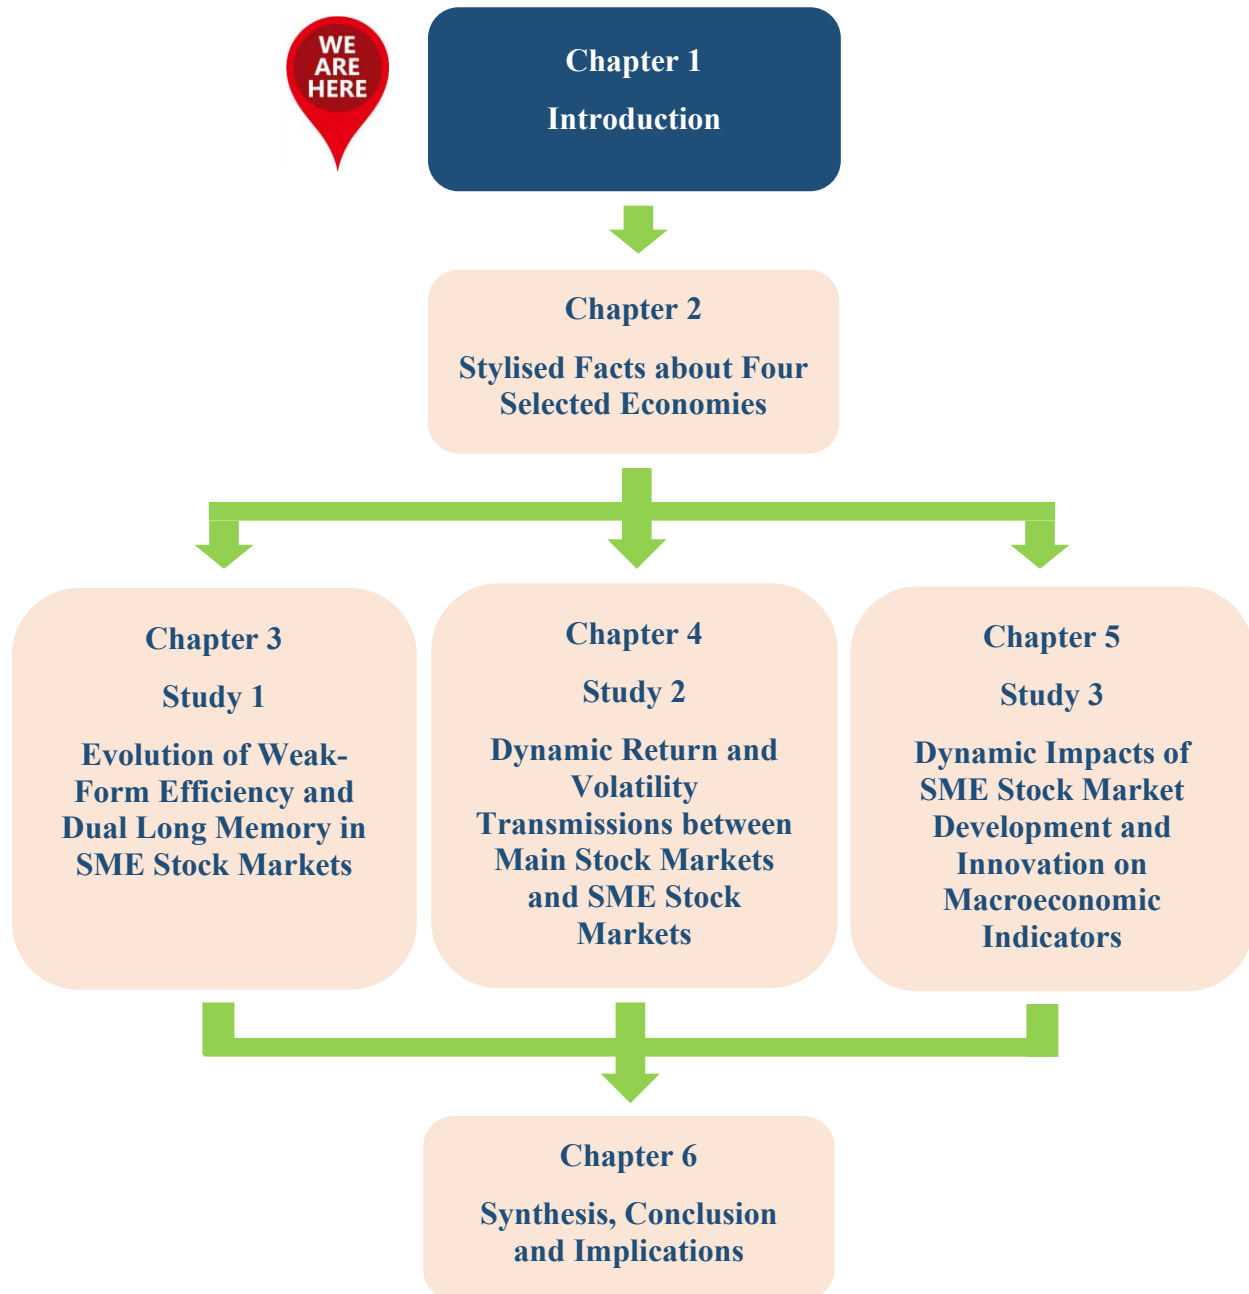 WE
ARE
HERE
Chapter 1
Introduction
Chapter 2
Stylised Facts about Four
Selected Economies
Chapter 3
Study 1
Evolution of Weak-
Form Efficiency and
Dual Long Memory in
SME Stock Markets
Chapter 4
Study 2
Dynamic Return and
Volatility
Transmissions between
Main Stock Markets
and SME Stock
Markets
Chapter 5
Study 3
Dynamic Impacts of
SME Stock Market
Development and
Innovation on
Macroeconomic
Indicators
Chapter 6
Synthesis, Conclusion
and Implications